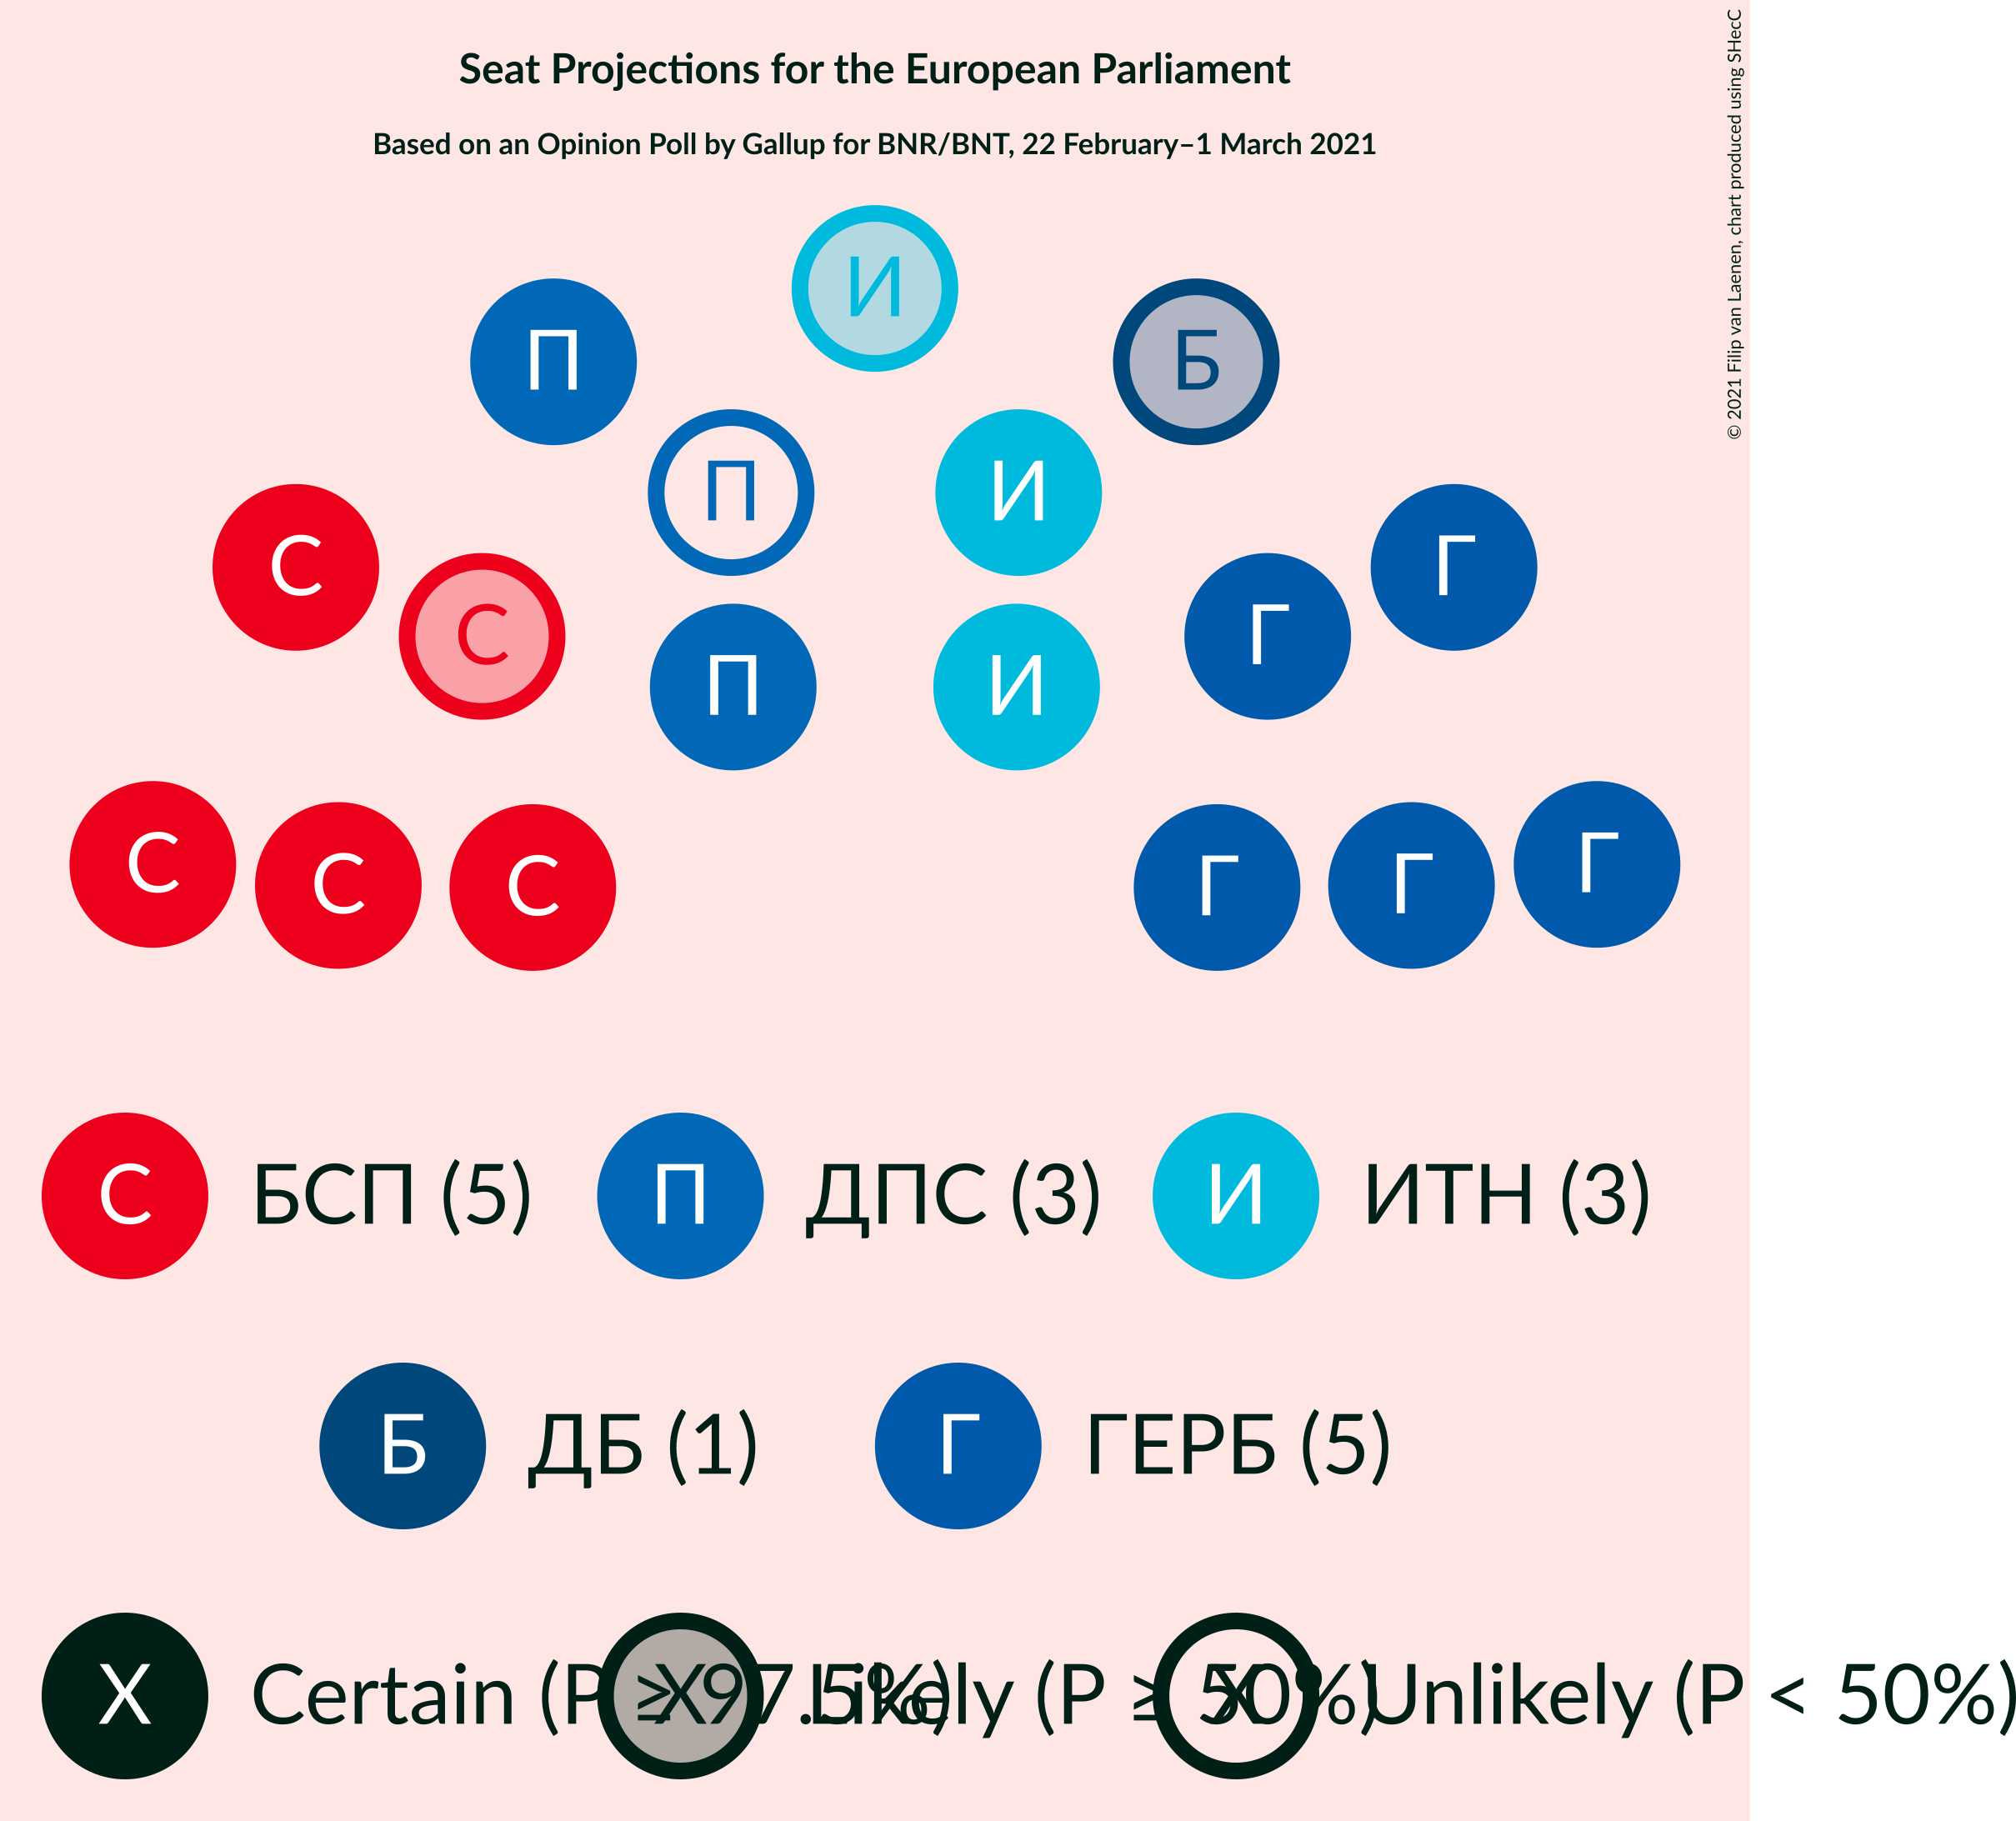 Seat Projections for the European Parliament
Based on an Opinion Poll by Gallup for BNR/BNT, 22 February–1 March 2021
© 2021 Filip van Laenen, chart produced using SHecC
И
П
Б
П
И
С
Г
С
Г
П
И
С
Г
С
Г
С
Г
С БСП (5) П ДПС (3) И ИТН (3)
Б ДБ (1) Г ГЕРБ (5)
X Certain (P ≥ 97.5%) X Likely (P ≥ 50%) X Unlikely (P < 50%)